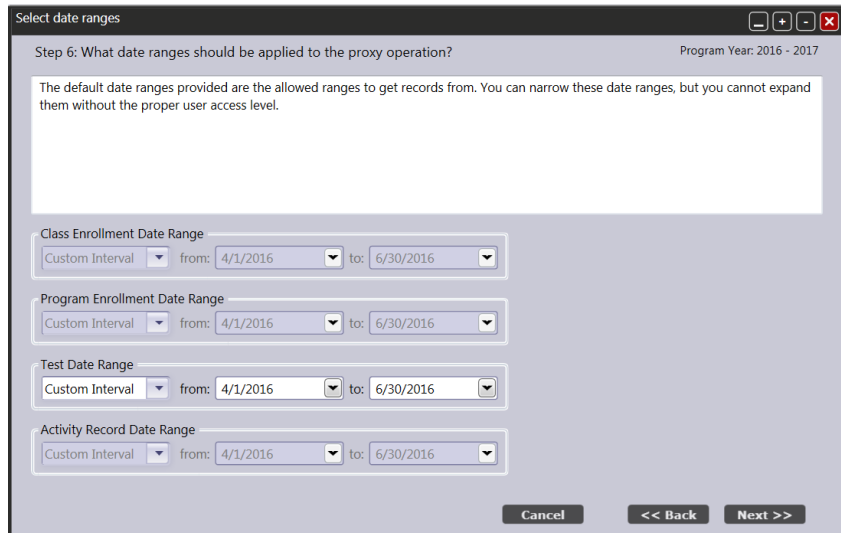 Select date ranges
Step 6: What date ranges should be applied to the proxy operation?
Program Year: 2016 - 2017
The default date ranges provided are the allowed ranges to get records from. You can narrow these date ranges, but you cannot expand
them without the proper user access level.
Class Enrollment Date Range
Custom Interval from: 4/1/2016 to: 6/30/2016
Program Enrollment Date Range
Custom Interval from: 4/1/2016 to: 6/30/2016
Test Date Range
Custom Interval from: 4/1/2016 to: 6/30/2016
Activity Record Date Range
Custom Interval from: 4/1/2016 to: 6/30/2016
Cancel << Back Next >>